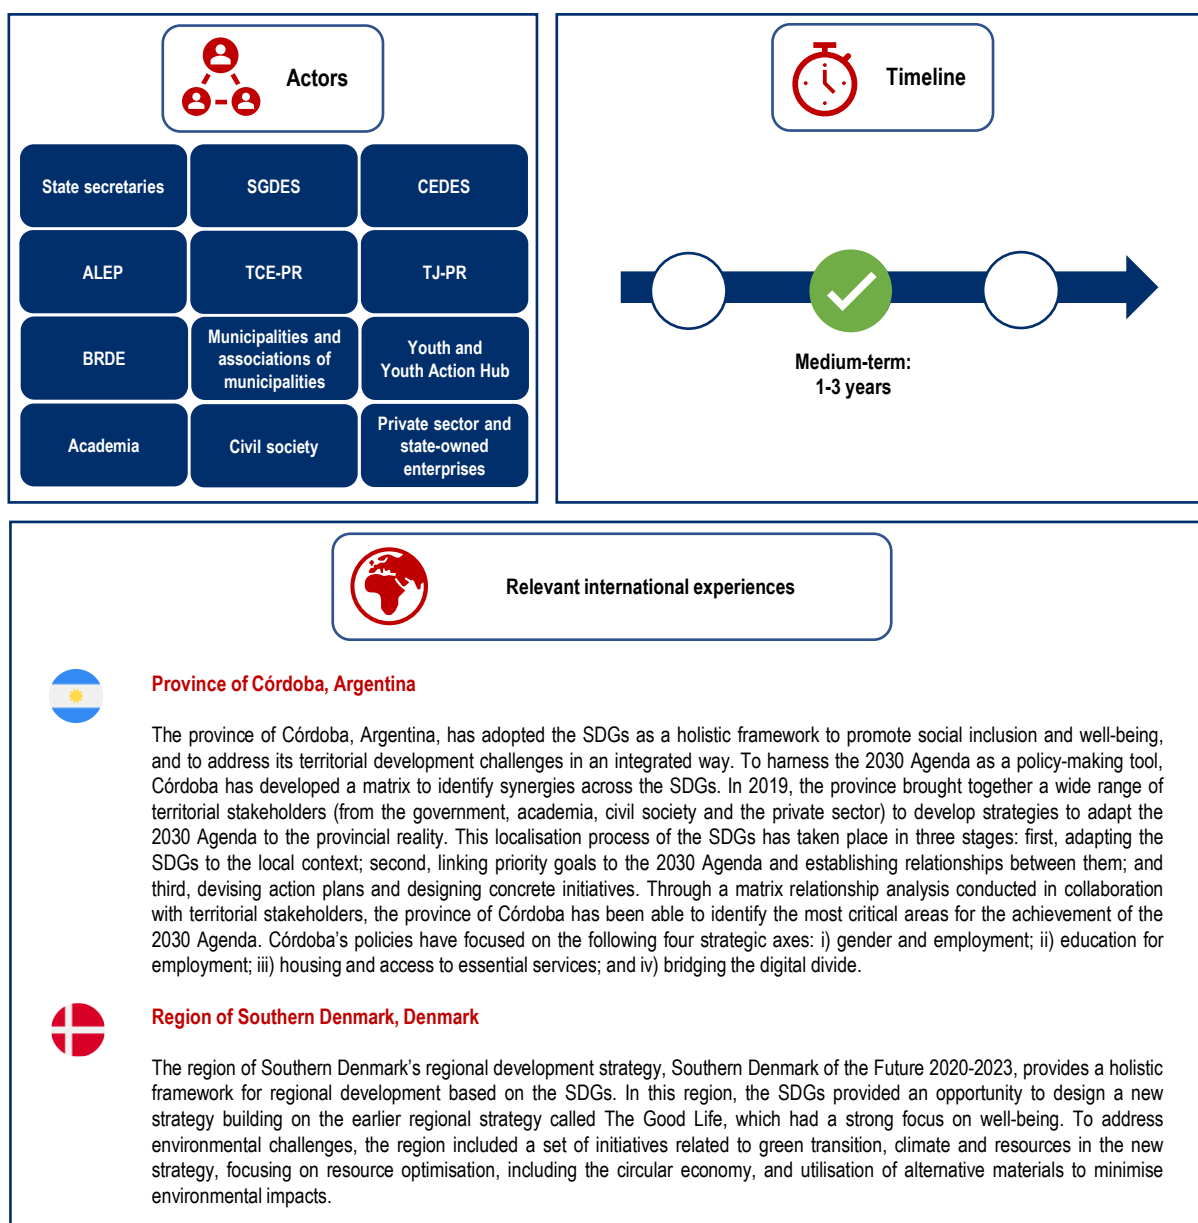 Actors
State secretaries
SGDES
CEDES
ALEP
TCE-PR
TJ-PR
BRDE
Municipalities and
associations of
municipalities
Youth and
Youth Action Hub
Academia
Civil society
Private sector and
state-owned
enterprises
Timeline
Medium-term:
1-3 years
Relevant international experiences
Province of Córdoba, Argentina
The province of Córdoba, Argentina, has adopted the SDGs as a holistic framework to promote social inclusion and well-being,
and to address its territorial development challenges in an integrated way. To harness the 2030 Agenda as a policy-making tool,
Córdoba has developed a matrix to identify synergies across the SDGs. In 2019, the province brought together a wide range of
territorial stakeholders (from the government, academia, civil society and the private sector) to develop strategies to adapt the
2030 Agenda to the provincial reality. This localisation process of the SDGs has taken place in three stages: first, adapting the
SDGs to the local context; second, linking priority goals to the 2030 Agenda and establishing relationships between them; and
third, devising action plans and designing concrete initiatives. Through a matrix relationship analysis conducted in collaboration
with territorial stakeholders, the province of Córdoba has been able to identify the most critical areas for the achievement of the
2030 Agenda. Córdoba's policies have focused on the following four strategic axes: i) gender and employment; ii) education for
employment; iii) housing and access to essential services; and iv) bridging the digital divide.
Region of Southern Denmark, Denmark
The region of Southern Denmark's regional development strategy, Southern Denmark of the Future 2020-2023, provides a holistic
framework for regional development based on the SDGs. In this region, the SDGs provided an opportunity to design a new
strategy building on the earlier regional strategy called The Good Life, which had a strong focus on well-being. To address
environmental challenges, the region included a set of initiatives related to green transition, climate and resources in the new
strategy, focusing on resource optimisation, including the circular economy, and utilisation of alternative materials to minimise
environmental impacts.